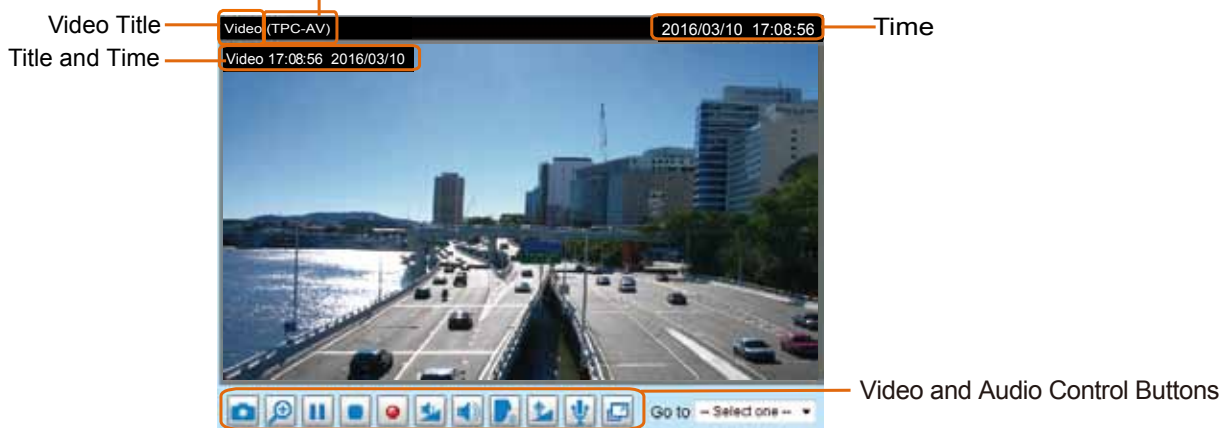 Video Title
Video (TPC-AV)
2016/03/10 17:08:56
Time
Title and Time
Video 17:08:56 2016/03/10
Video and Audio Control Buttons
Go to
-- Select one --